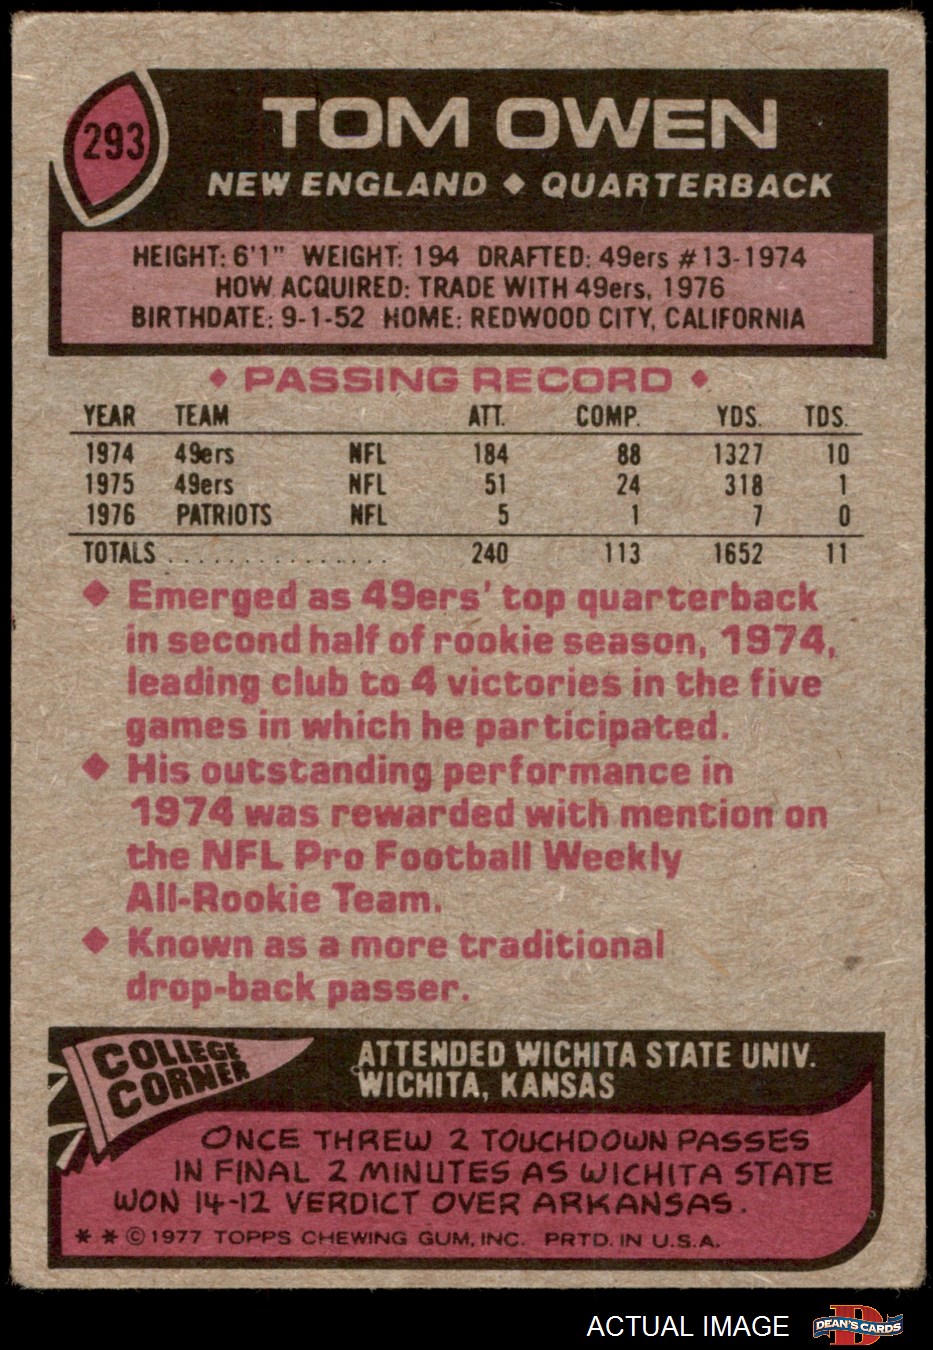 293
TOM OWEN
NEW ENGLAND ♦ QUARTERBACK
HEIGHT: 6'1" WEIGHT: 194 DRAFTED: 49ers #13-1974
HOW ACQUIRED: TRADE WITH 49ers, 1976
BIRTHDATE: 9-1-52 HOME: REDWOOD CITY, CALIFORNIA
♦ PASSING RECORD ♦
YEAR TEAM ATT. COMP. YDS. TDS.
1974 49ers NFL 184 88 1327 10
1975 49ers NFL 51 24 318 1
1976 PATRIOTS NFL 5 1 7 0
TOTALS . . . . . . . . . . . . . . . 240 113 1652 11
♦ Emerged as 49ers' top quarterback
in second half of rookie season, 1974,
leading club to 4 victories in the five
games in which he participated.
♦ His outstanding performance in
1974 was rewarded with mention on
the NFL Pro Football Weekly
All-Rookie Team.
♦ Known as a more traditional
drop-back passer.
COLLEGE
CORNER
ATTENDED WICHITA STATE UNIV.
WICHITA, KANSAS
ONCE THREW 2 TOUCHDOWN PASSES
IN FINAL 2 MINUTES AS WICHITA STATE
WON 14-12 VERDICT OVER ARKANSAS.
* * © 1977 TOPPS CHEWING GUM, INC. PRTD. IN U.S.A.
ACTUAL IMAGE
D
DEAN'S CARDS